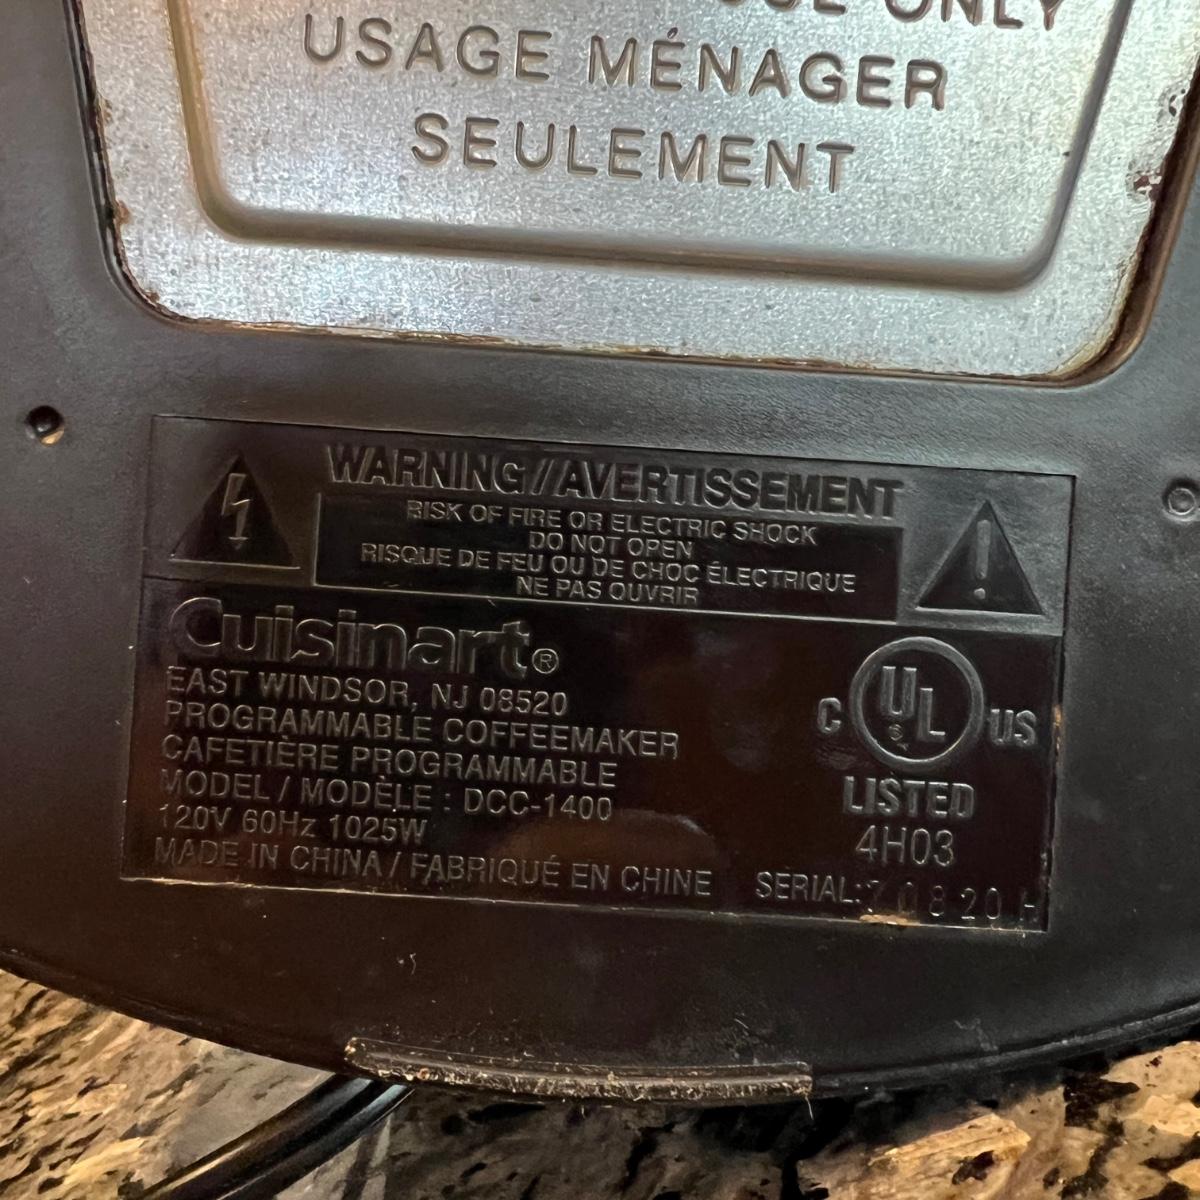 USE ONLY
USAGE MÉNAGER
SEULEMENT
WARNING//AVERTISSEMENT
RISK OF FIRE OR ELECTRIC SHOCK
DO NOT OPEN
RISQUE DE FEU OU DE CHOC ÉLECTRIQUE
NE PAS OUVRIR
Cuisinart®
EAST WINDSOR, NJ 08520
PROGRAMMABLE COFFEEMAKER
CAFETIÈRE PROGRAMMABLE
MODEL / MODÈLE : DCC-1400
120V 60Hz 1025W
MADE IN CHINA / FABRIQUÉ EN CHINE
C UL US
LISTED
4H03
SERIAL: